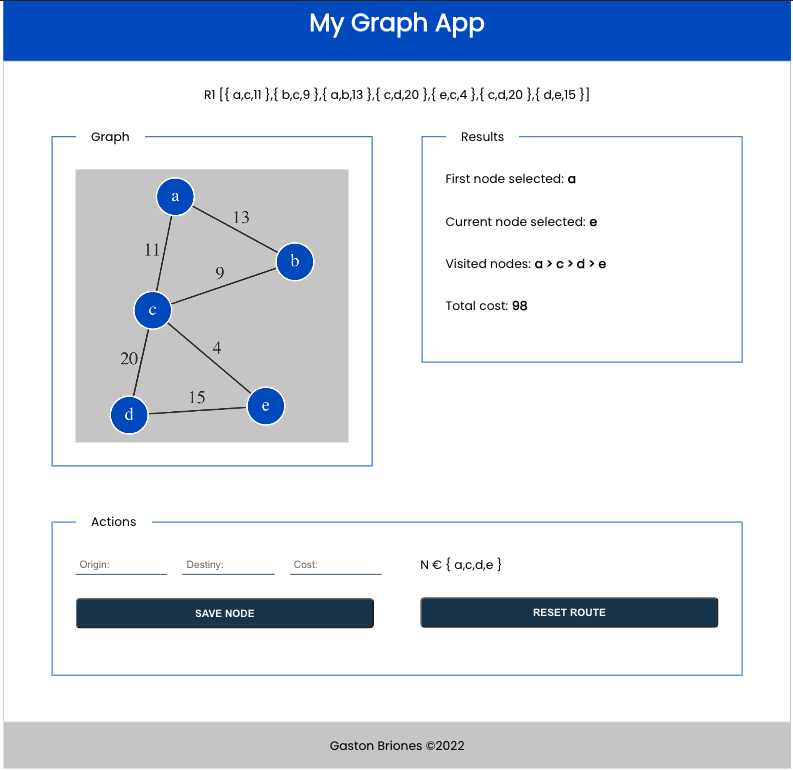 My Graph App
R1 [{ a,c,11 },{ b,c,9 },{ a,b,13 },{ c,d,20 },{ e,c,4 },{ c,d,20 },{ d,e,15 }]
Graph
a
13
11
b
9
c
20
4
15
d
e
Results
First node selected: a
Current node selected: e
Visited nodes: a > c > d > e
Total cost: 98
Actions
Origin: Destiny: Cost:
N € { a,c,d,e }
SAVE NODE
RESET ROUTE
Gaston Briones ©2022